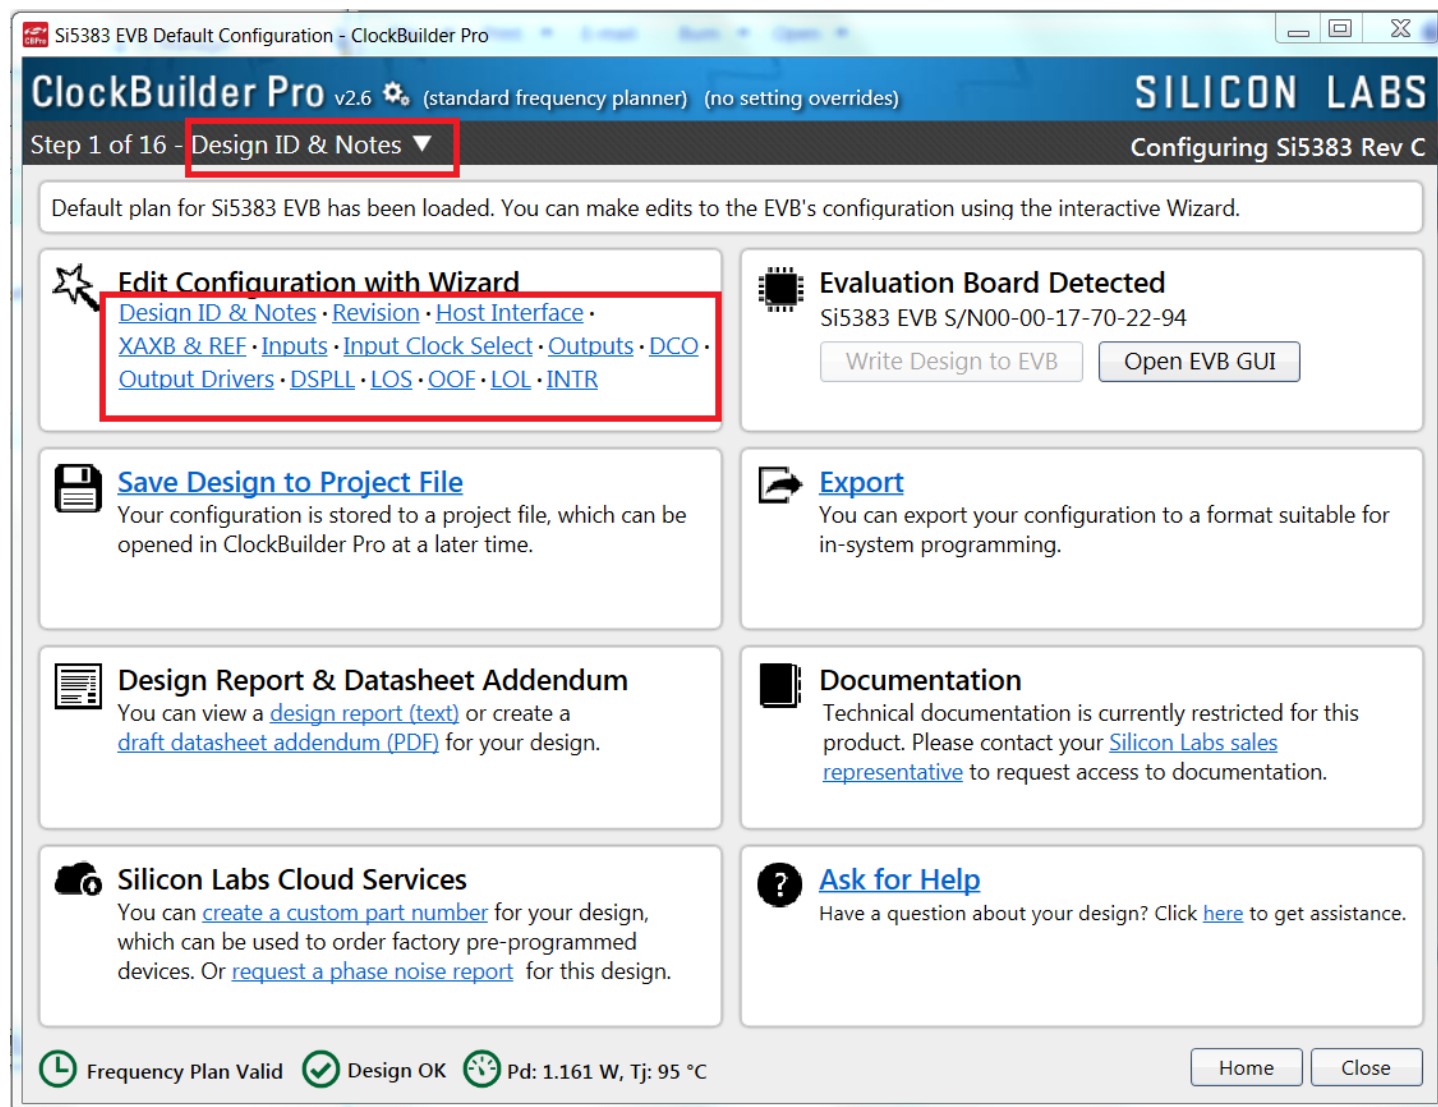 Si5383 EVB Default Configuration - ClockBuilder Pro
ClockBuilder Pro v2.6 (standard frequency planner) (no setting overrides)
SILICON LABS
Step 1 of 16 - Design ID & Notes ▼
Configuring Si5383 Rev C
Default plan for Si5383 EVB has been loaded. You can make edits to the EVB's configuration using the interactive Wizard.
Edit Configuration with Wizard
Design ID & Notes · Revision · Host Interface ·
XAXB & REF · Inputs · Input Clock Select · Outputs · DCO ·
Output Drivers · DSPLL · LOS · OOF · LOL · INTR
Evaluation Board Detected
Si5383 EVB S/N00-00-17-70-22-94
Write Design to EVB
Open EVB GUI
Save Design to Project File
Your configuration is stored to a project file, which can be
opened in ClockBuilder Pro at a later time.
Export
You can export your configuration to a format suitable for
in-system programming.
Design Report & Datasheet Addendum
You can view a design report (text) or create a
draft datasheet addendum (PDF) for your design.
Documentation
Technical documentation is currently restricted for this
product. Please contact your Silicon Labs sales
representative to request access to documentation.
Silicon Labs Cloud Services
You can create a custom part number for your design,
which can be used to order factory pre-programmed
devices. Or request a phase noise report for this design.
Ask for Help
Have a question about your design? Click here to get assistance.
Frequency Plan Valid
Design OK
Pd: 1.161 W, Tj: 95 °C
Home
Close